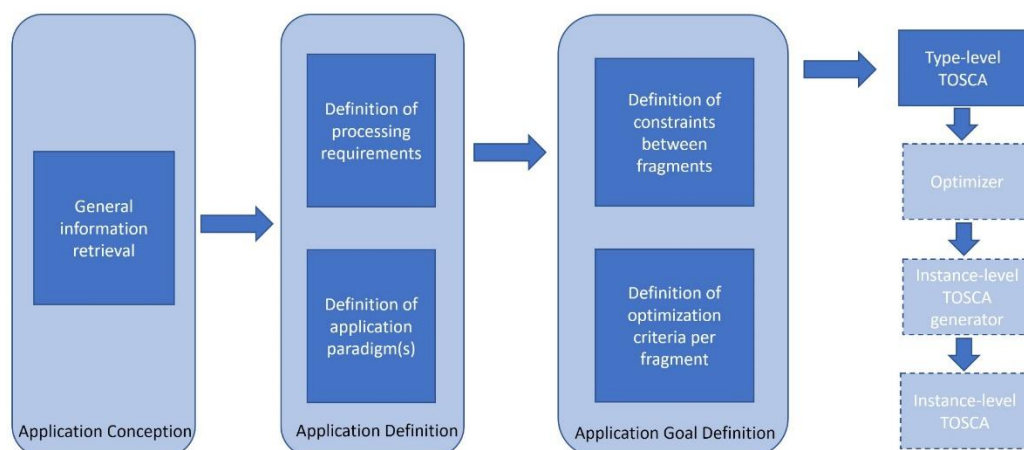 General
information
retrieval
Application Conception
Definition of
processing
requirements
Definition of
application
paradigm(s)
Application Definition
Definition of
constraints
between
fragments
Definition of
optimization
criteria per
fragment
Application Goal Definition
Type-level
TOSCA
Optimizer
Instance-level
TOSCA
generator
Instance-level
TOSCA